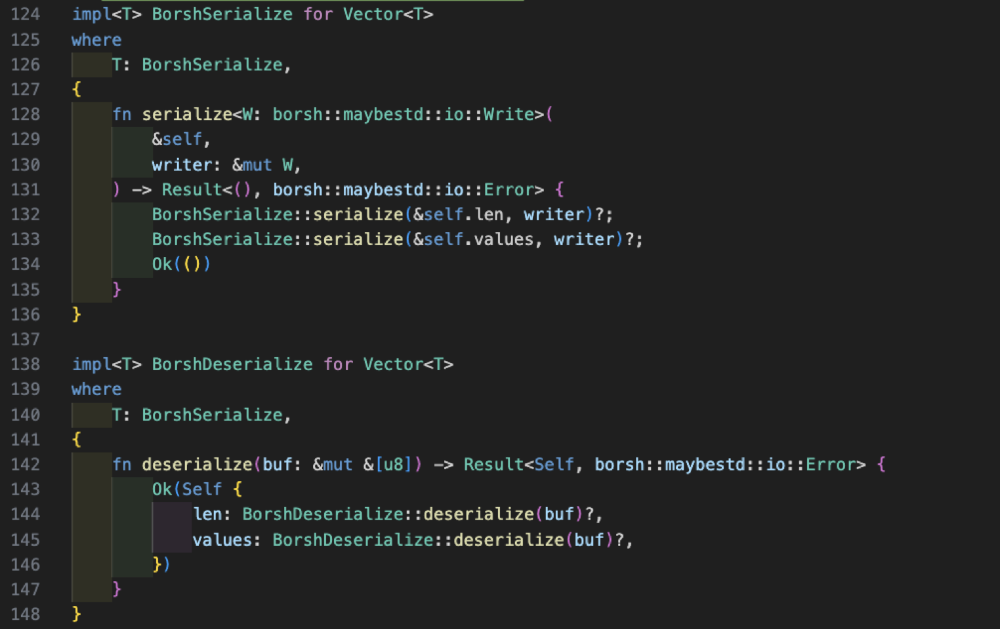 124 impl<T> BorshSerialize for Vector<T>
125 where
126     T: BorshSerialize,
127 {
128     fn serialize<W: borsh::maybestd::io::Write>(
129         &self,
130         writer: &mut W,
131     ) -> Result<(), borsh::maybestd::io::Error> {
132         BorshSerialize::serialize(&self.len, writer)?;
133         BorshSerialize::serialize(&self.values, writer)?;
134         Ok(())
135     }
136 }
137
138 impl<T> BorshDeserialize for Vector<T>
139 where
140     T: BorshSerialize,
141 {
142     fn deserialize(buf: &mut &[u8]) -> Result<Self, borsh::maybestd::io::Error> {
143         Ok(Self {
144             len: BorshDeserialize::deserialize(buf)?,
145             values: BorshDeserialize::deserialize(buf)?,
146         })
147     }
148 }